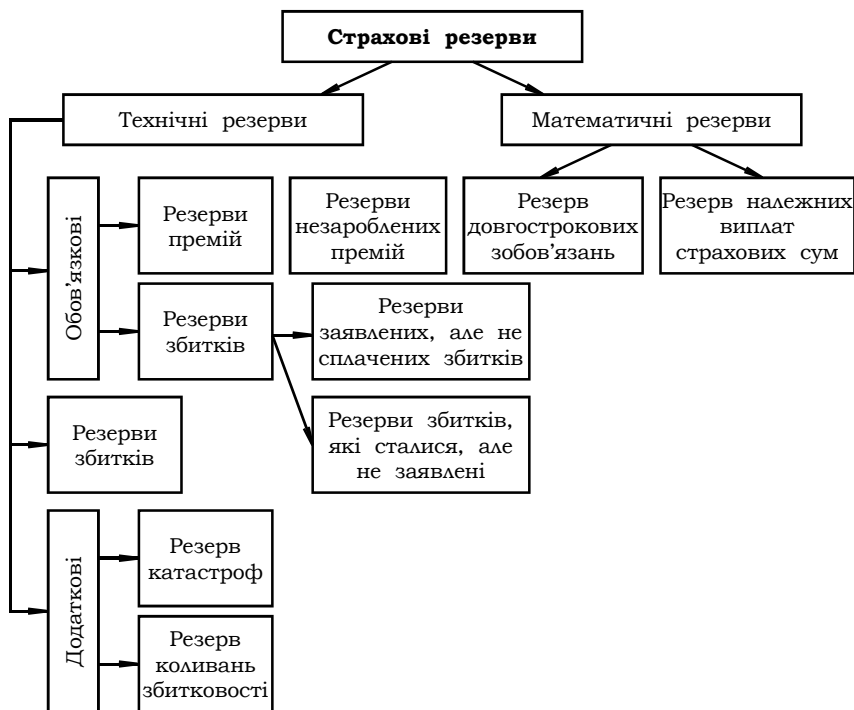 Страхові резерви
Технічні резерви
Математичні резерви
Обов’язкові
Резерви
премій
Резерви
незароблених
премій
Резерв
довгострокових
зобов’язань
Резерв належних
виплат
страхових сум
Резерви
збитків
Резерви
заявлених, але не
сплачених збитків
Резерви збитків,
які сталися, але
не заявлені
Резерви
збитків
Додаткові
Резерв
катастроф
Резерв
коливань
збитковості